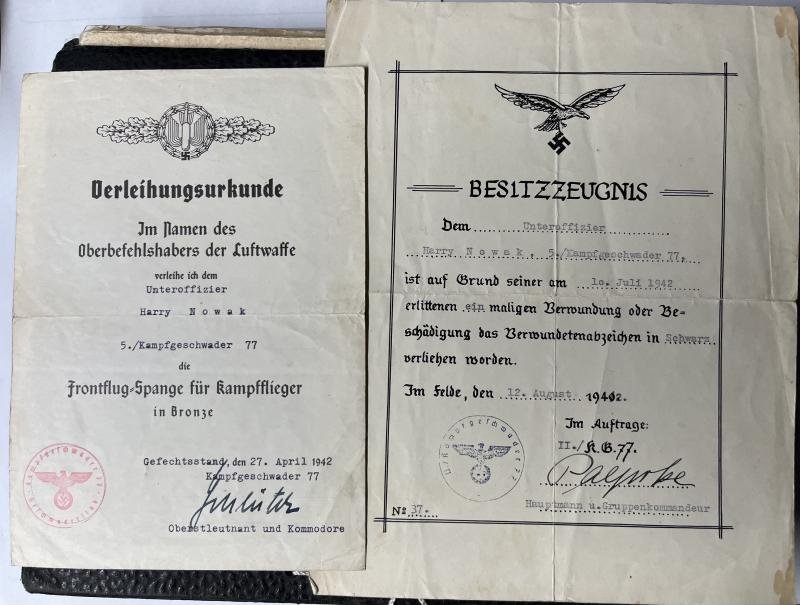 Verleihungsurkunde
Im Namen des
Oberbefehlshabers der Luftwaffe
verleihe ich dem
Unteroffizier
Harry Nowak
5./Kampfgeschwader 77
die
Frontflug-Spange für Kampfflieger
in Bronze
Gefechtsstand, den 27. April 1942
Kampfgeschwader 77
Oberstleutnant und Kommodore
BESITZZEUGNIS
Dem Unteroffizier
Harry Nowak, 5./Kampfgeschwader 77,
ist auf Grund seiner am 10. Juli 1942
erlittenen ein maligen Verwundung oder Be-
schädigung das Verwundetenabzeichen in Schwarz
verliehen worden.
Im Felde, den 12. August 1942.
Im Auftrage:
II./K.G.77.
Hauptmann u.Gruppenkommandeur
№ 37.